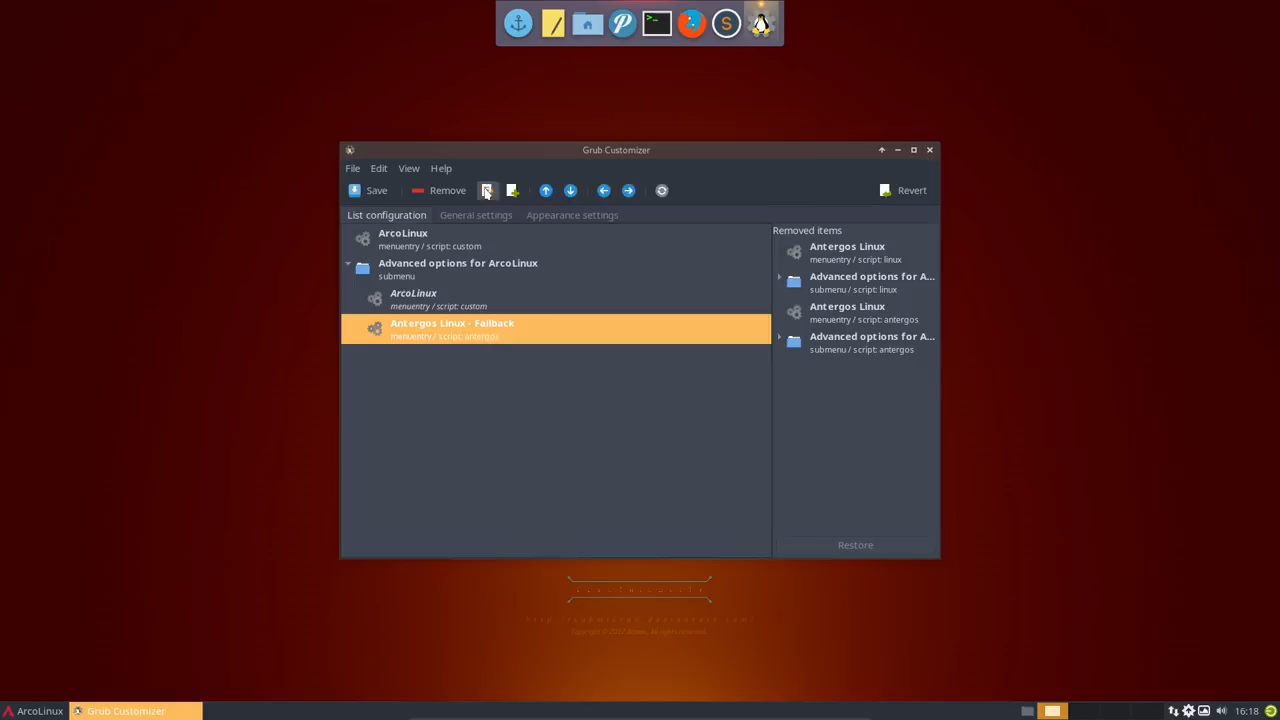 Grub Customizer
File Edit View Help
Save Remove Revert
List configuration General settings Appearance settings
ArcoLinux
menuentry / script: custom
Advanced options for ArcoLinux
submenu
ArcoLinux
menuentry / script: custom
Antergos Linux - Fallback
menuentry / script: antergos
Removed items
Antergos Linux
menuentry / script: linux
Advanced options for A...
submenu / script: linux
Antergos Linux
menuentry / script: antergos
Advanced options for A...
submenu / script: antergos
Restore
ArcoLinux Grub Customizer 16:18